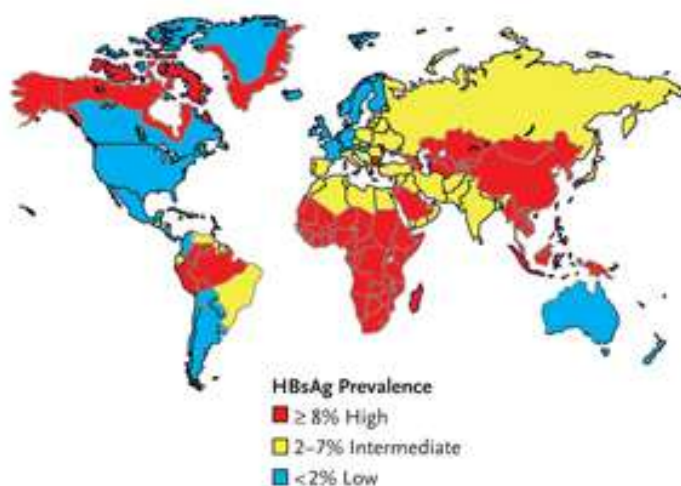 HBsAg Prevalence
≥ 8% High
2–7% Intermediate
<2% Low